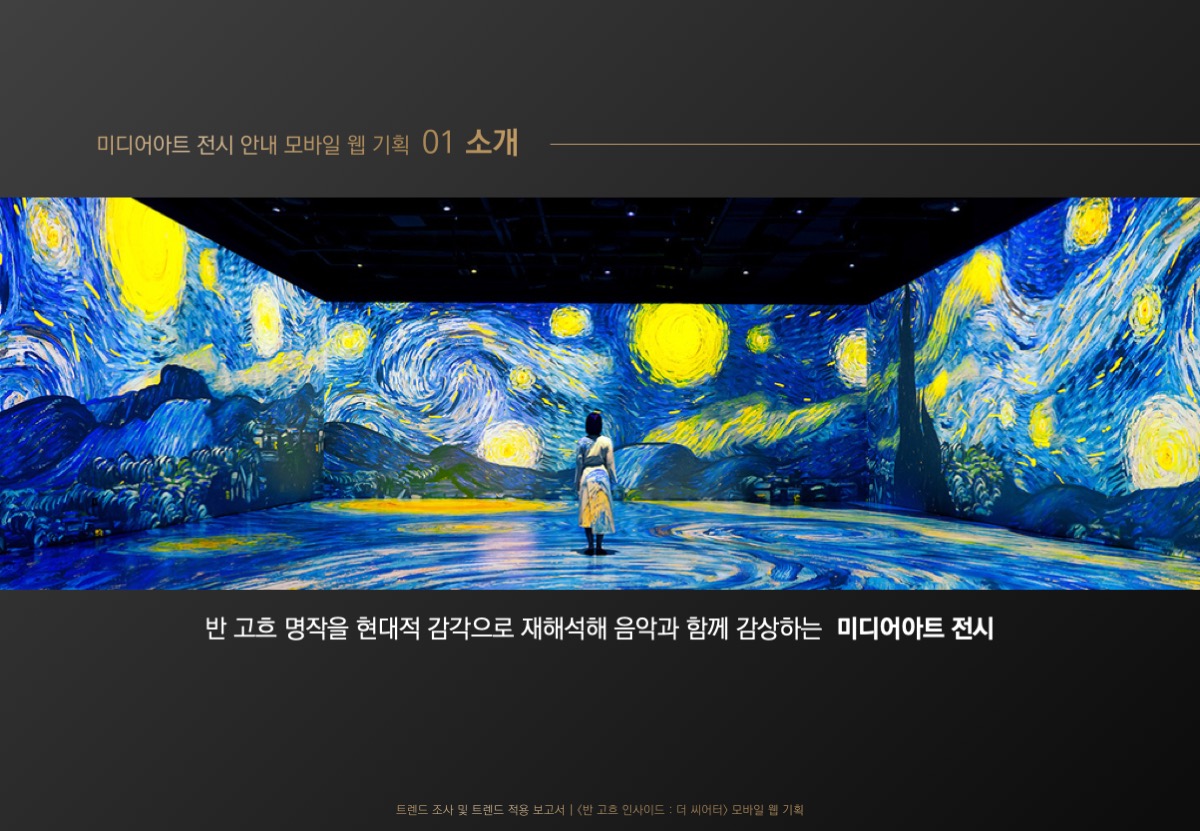 미디어아트 전시 안내 모바일 웹 기획 01 소개
반 고흐 명작을 현대적 감각으로 재해석해 음악과 함께 감상하는 미디어아트 전시
트렌드 조사 및 트렌드 적용 보고서 | 〈반 고흐 인사이드 : 더 씨어터〉 모바일 웹 기획